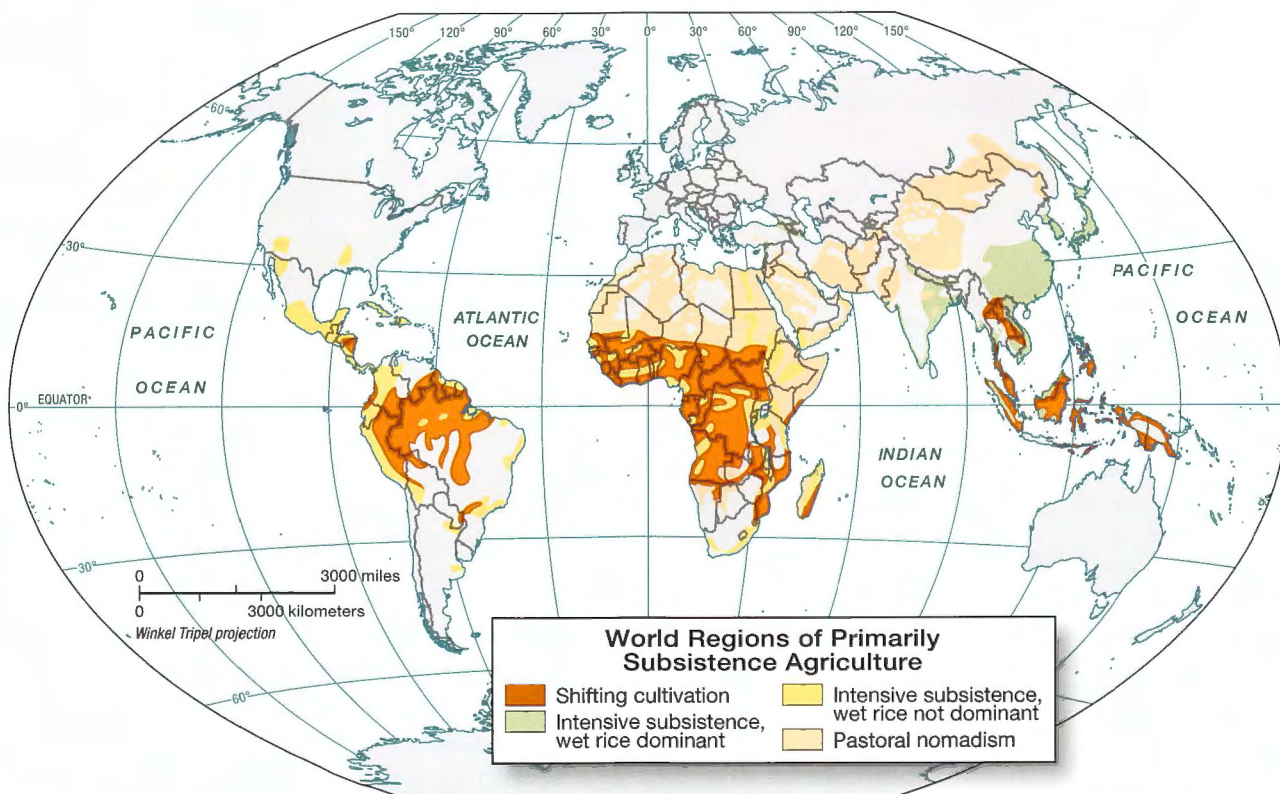 150° 120° 90° 60° 30° 0° 30° 60° 90° 120° 150°
60°
30°
PACIFIC
OCEAN
ATLANTIC
OCEAN
PACIFIC
OCEAN
0° EQUATOR
INDIAN
OCEAN
30°
0 3000 miles
0 3000 kilometers
Winkel Tripel projection
60°
World Regions of Primarily
Subsistence Agriculture
Shifting cultivation
Intensive subsistence,
wet rice dominant
Intensive subsistence,
wet rice not dominant
Pastoral nomadism